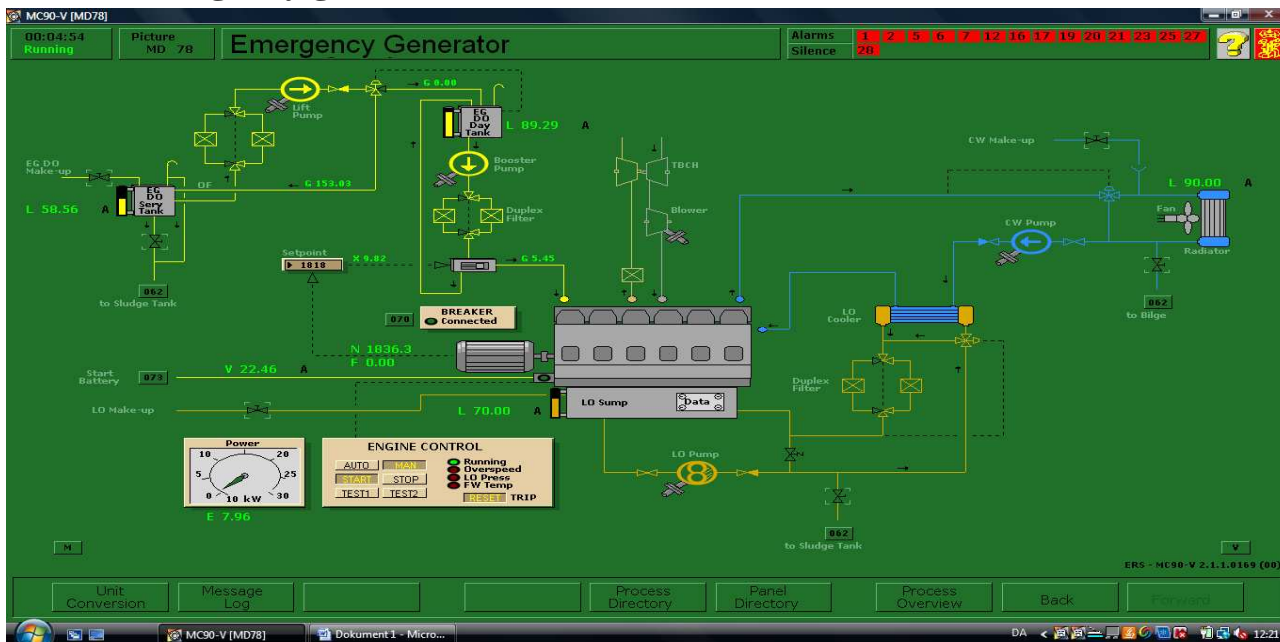 MC90-V [MD78]
00:04:54
Running
Picture
MD 78
Emergency Generator
Alarms 1 2 5 6 7 12 16 17 19 20 21 23 25 27
Silence 28
Lift
Pump
G 0.00
EG
DO
Day
Tank
L 89.29 A
Booster
Pump
TBCH
CW Make-up
EG DO
Make-up
OF
G 153.03
EG
DO
Serv
Tank
L 58.56 A
L 90.00 A
Fan
Radiator
Duplex
Filter
Blower
CW Pump
Setpoint
1818
X 9.82
G 5.45
062
to Sludge Tank
062
to Bilge
070
BREAKER
Connected
LO
Cooler
N 1836.3
F 0.00
Start
Battery
073
V 22.46 A
LO Make-up
L 70.00 A
LO Sump
Data
Duplex
Filter
Power
10 20
5 25
0 10 kW 30
E 7.96
ENGINE CONTROL
AUTO MAN
START STOP
TEST1 TEST2
Running
Overspeed
LO Press
FW Temp
RESET TRIP
LO Pump
062
to Sludge Tank
M
V
ERS - MC90-V 2.1.1.0169 (00)
Unit
Conversion
Message
Log
Process
Directory
Panel
Directory
Process
Overview
Back
Forward
MC90-V [MD78]
Dokument1 - Micro...
DA
12:21